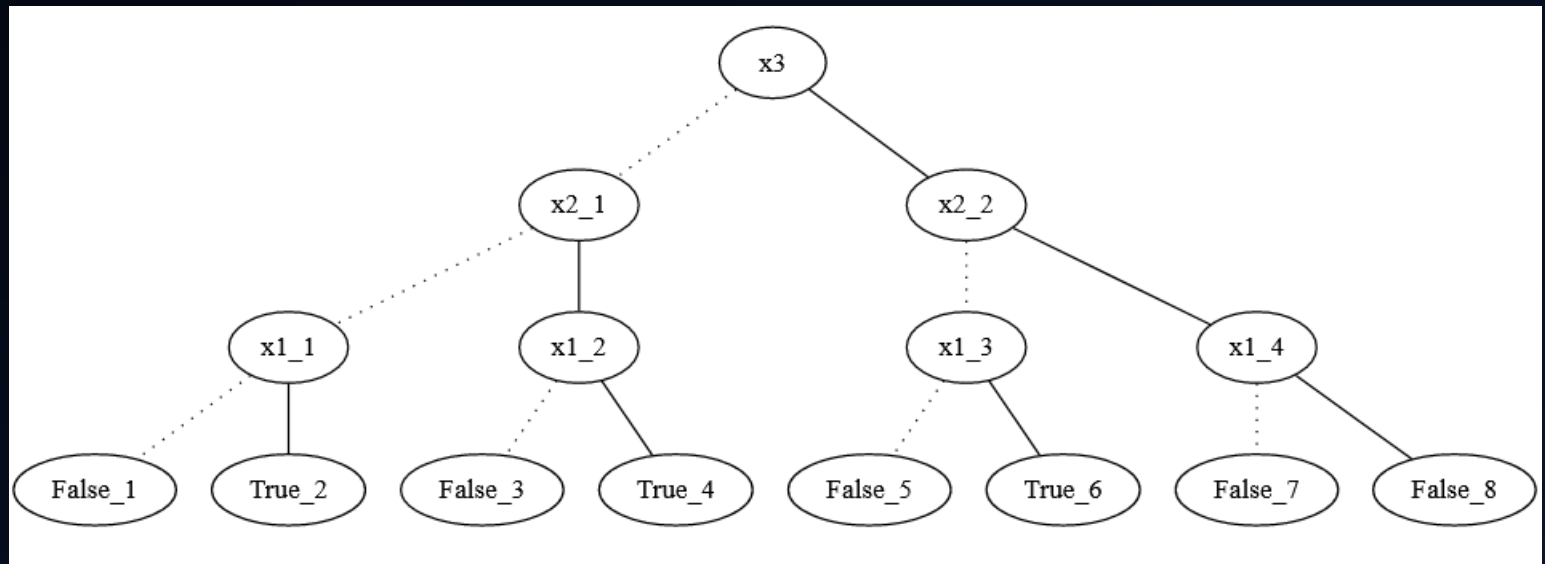 x3
x2_1 x2_2
x1_1 x1_2 x1_3 x1_4
False_1 True_2 False_3 True_4 False_5 True_6 False_7 False_8